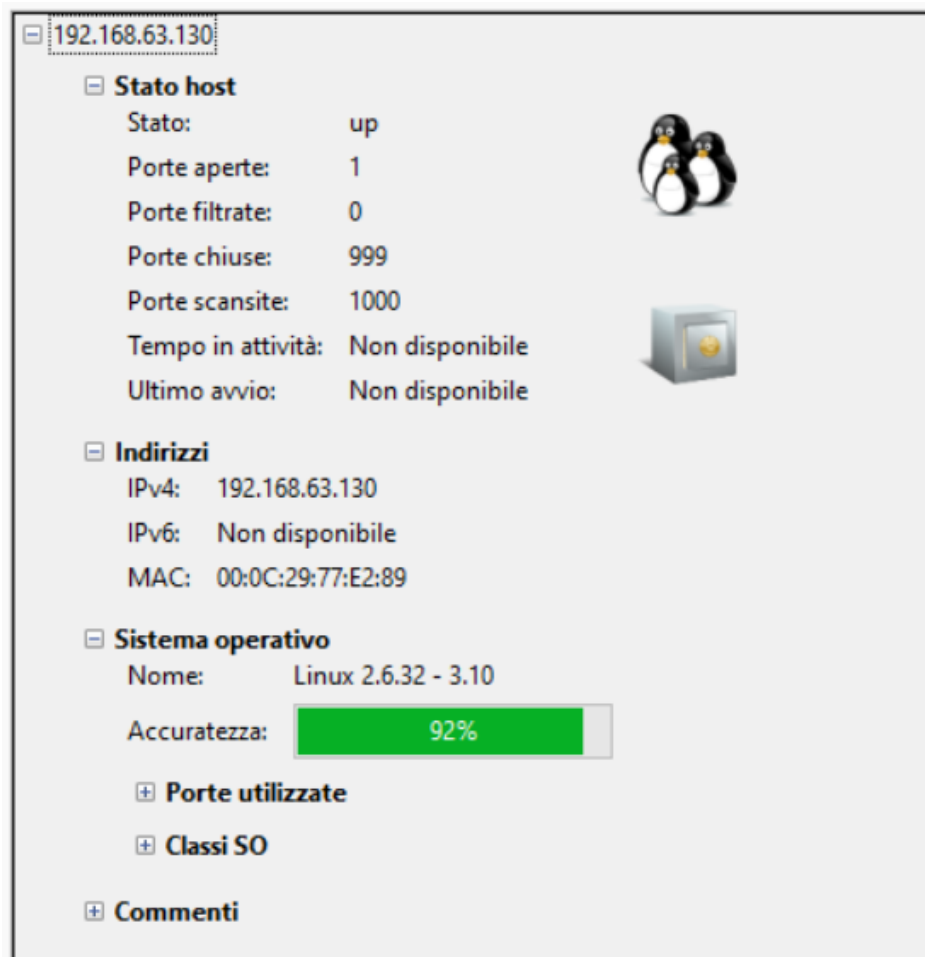 192.168.63.130
Stato host
Stato: up
Porte aperte: 1
Porte filtrate: 0
Porte chiuse: 999
Porte scansite: 1000
Tempo in attività: Non disponibile
Ultimo avvio: Non disponibile
Indirizzi
IPv4: 192.168.63.130
IPv6: Non disponibile
MAC: 00:0C:29:77:E2:89
Sistema operativo
Nome: Linux 2.6.32 - 3.10
Accuratezza: 92%
Porte utilizzate
Classi SO
Commenti